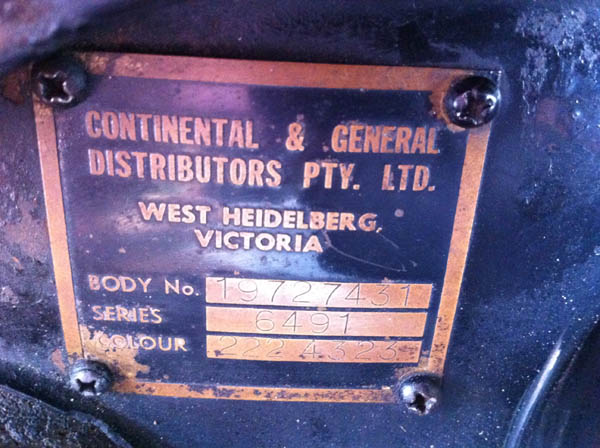 CONTINENTAL & GENERAL
DISTRIBUTORS PTY. LTD.
WEST HEIDELBERG,
VICTORIA
BODY No. 19727431
SERIES 6491
COLOUR 222 4323